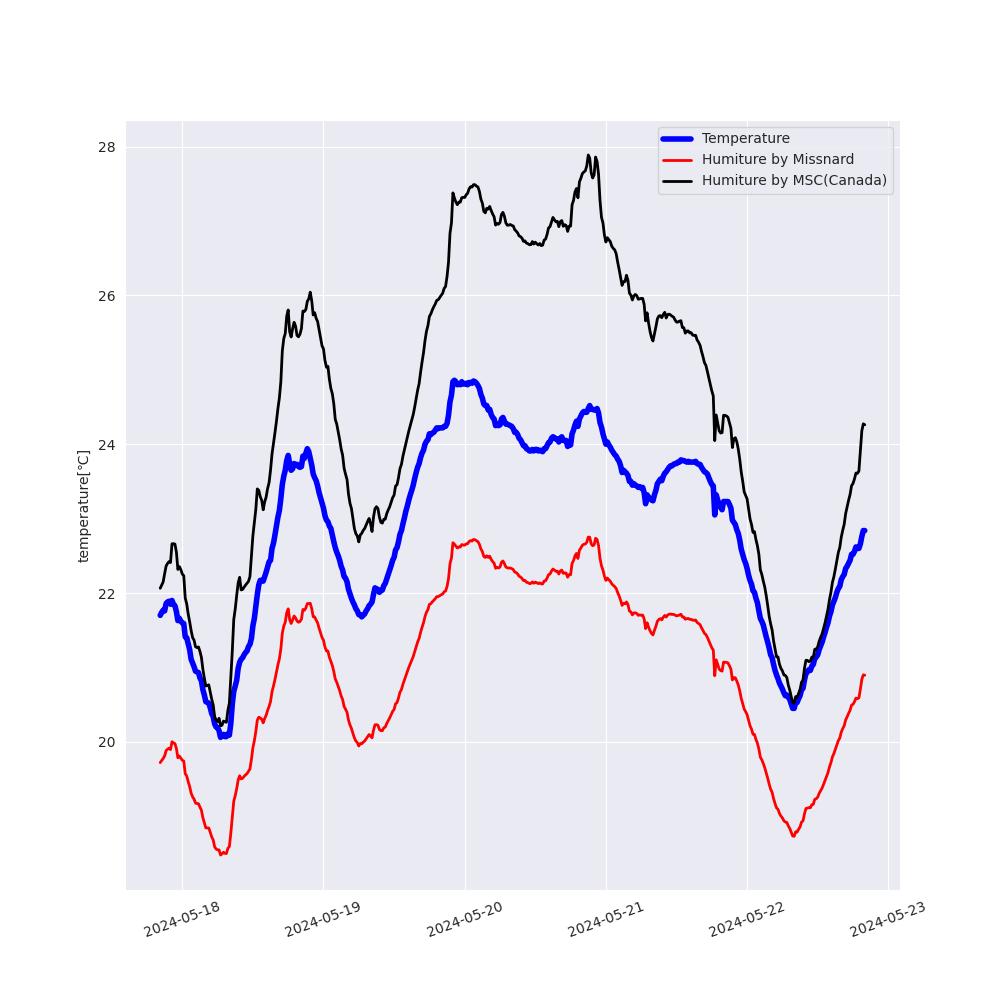 Temperature
Humiture by Missnard
Humiture by MSC(Canada)
temperature[℃]
28
26
24
22
20
2024-05-18
2024-05-19
2024-05-20
2024-05-21
2024-05-22
2024-05-23